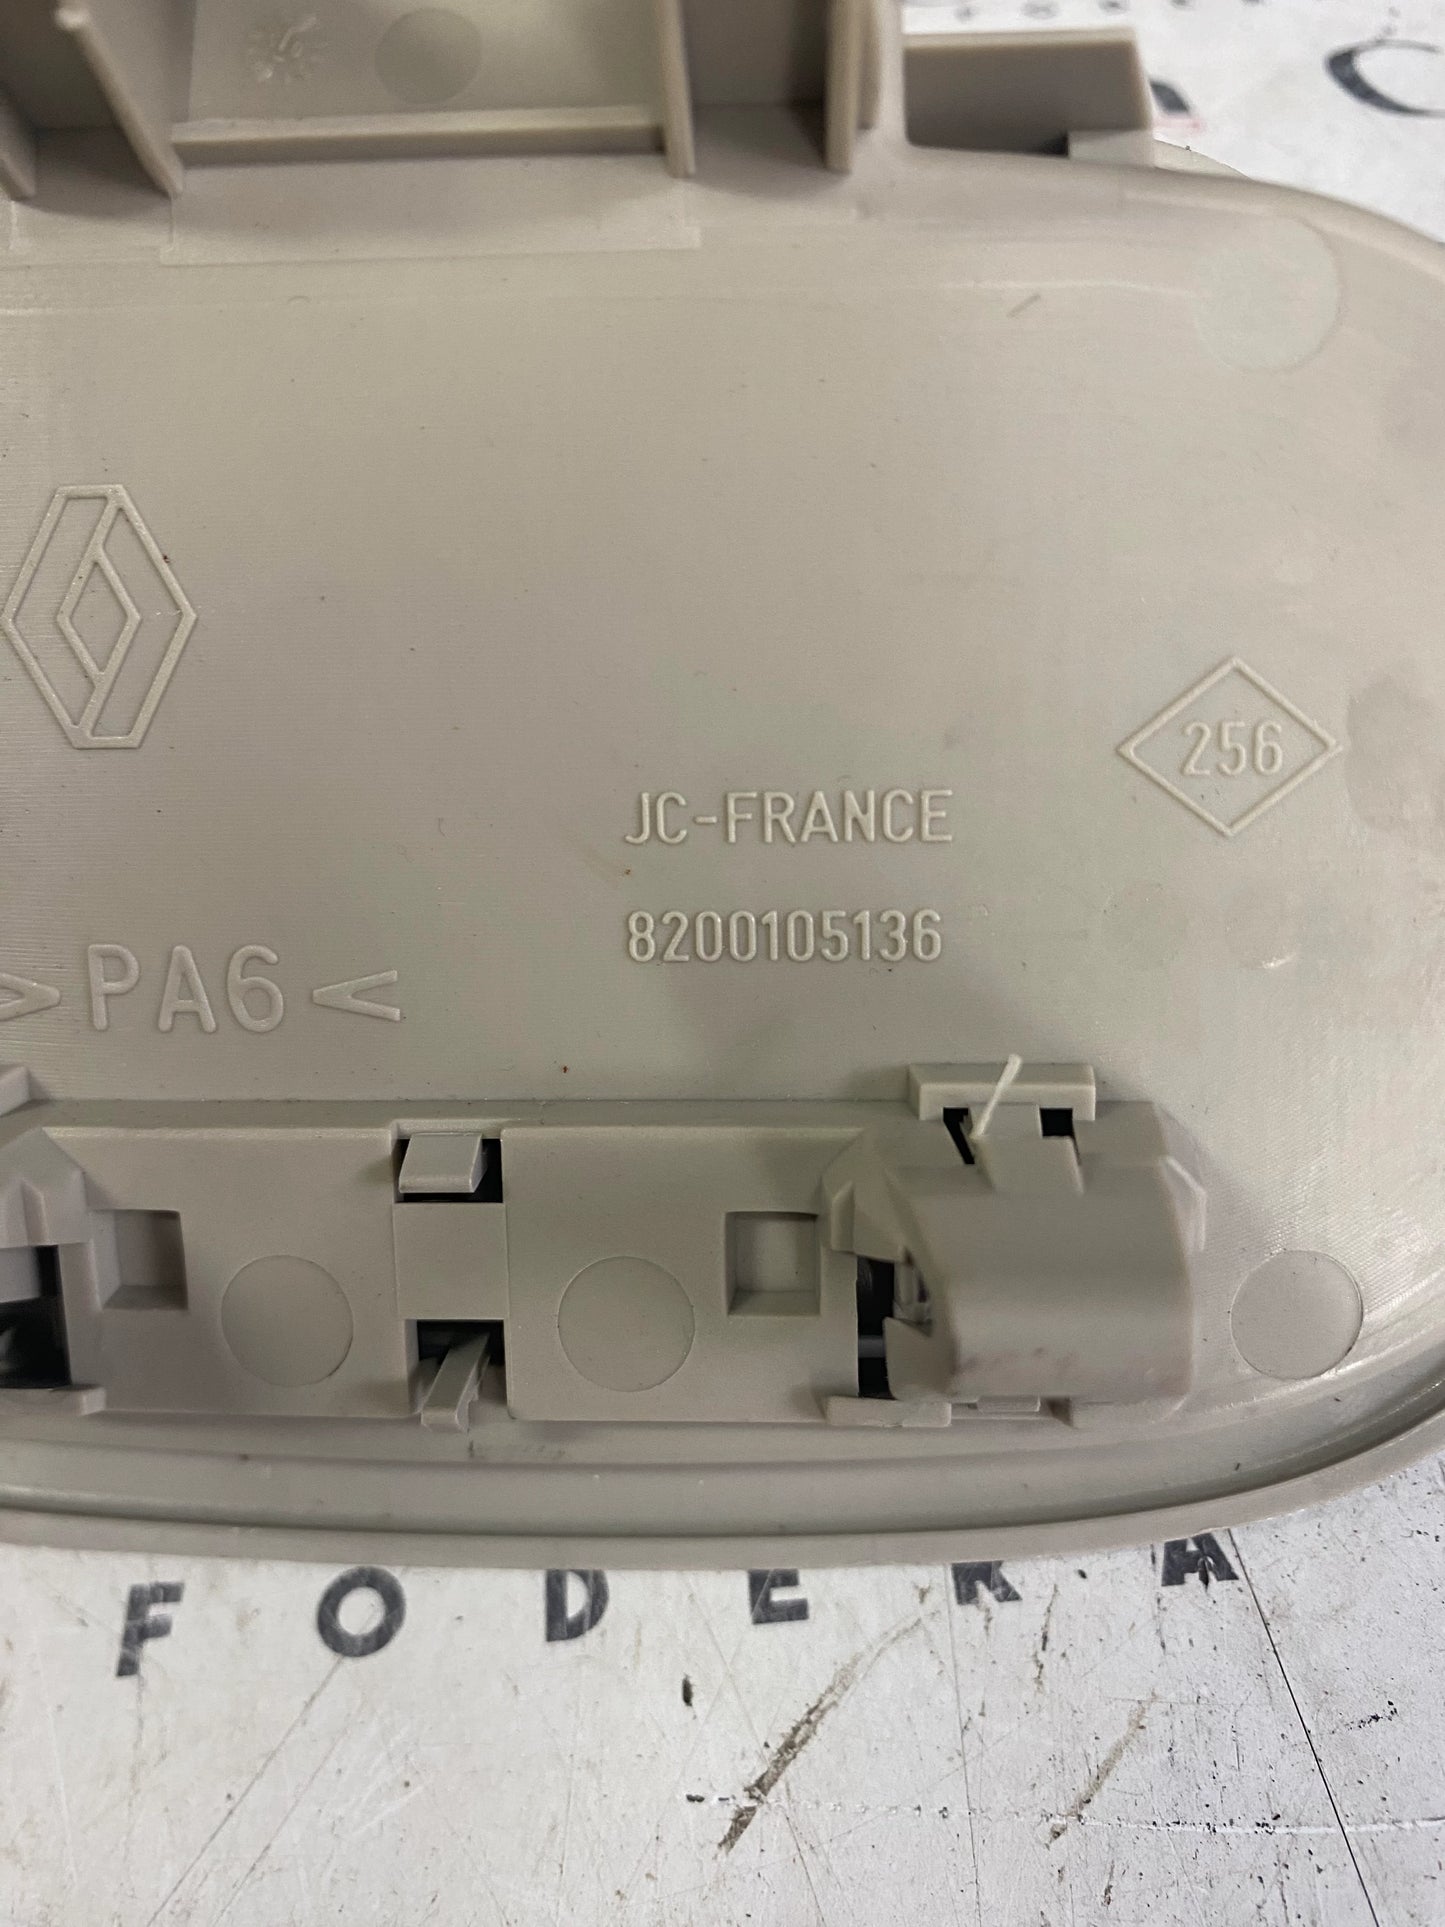 256
JC-FRANCE
8200105136
>PA6<
FODERA